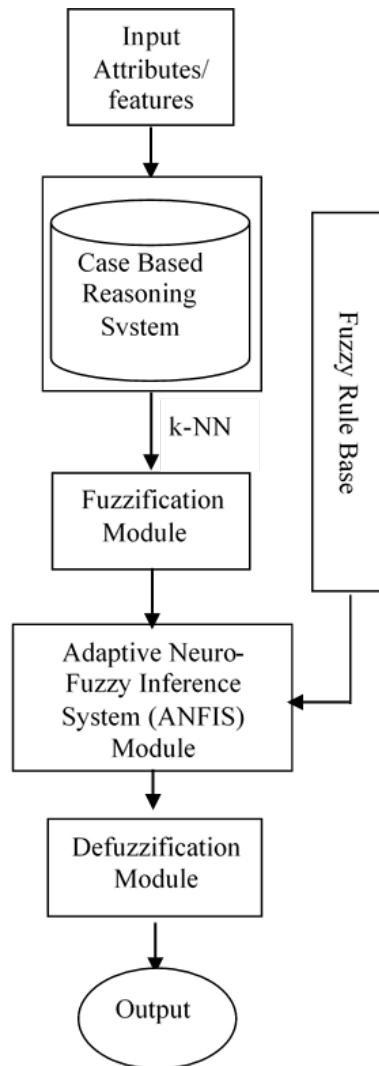 Input
Attributes/
features
Case Based
Reasoning
Svstem
k-NN
Fuzzification
Module
Fuzzy Rule Base
Adaptive Neuro-
Fuzzy Inference
System (ANFIS)
Module
Defuzzification
Module
Output